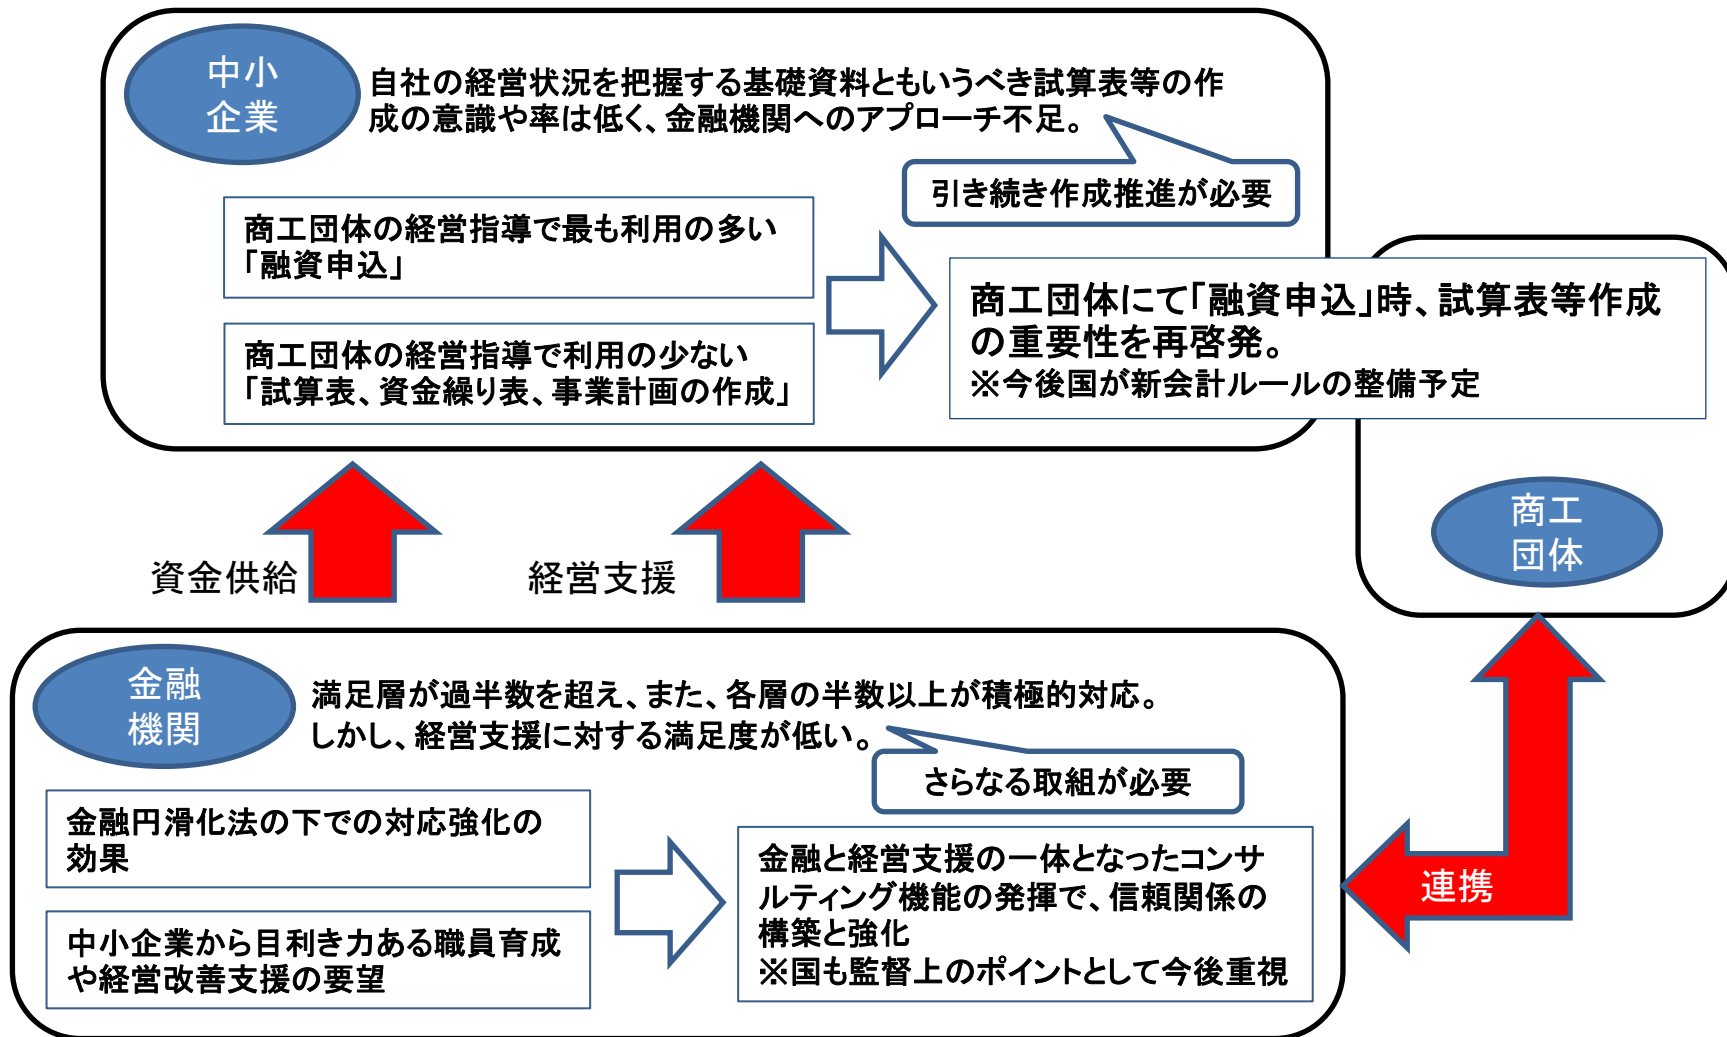 中小
企業
自社の経営状況を把握する基礎資料ともいうべき試算表等の作
成の意識や率は低く、金融機関へのアプローチ不足。
引き続き作成推進が必要
商工団体の経営指導で最も利用の多い
「融資申込」
商工団体の経営指導で利用の少ない
「試算表、資金繰り表、事業計画の作成」
商工団体にて「融資申込」時、試算表等作成
の重要性を再啓発。
※今後国が新会計ルールの整備予定
商工
団体
資金供給
経営支援
金融
機関
満足層が過半数を超え、また、各層の半数以上が積極的対応。
しかし、経営支援に対する満足度が低い。
さらなる取組が必要
金融円滑化法の下での対応強化の
効果
中小企業から目利き力ある職員育成
や経営改善支援の要望
金融と経営支援の一体となったコンサ
ルティング機能の発揮で、信頼関係の
構築と強化
※国も監督上のポイントとして今後重視
連携